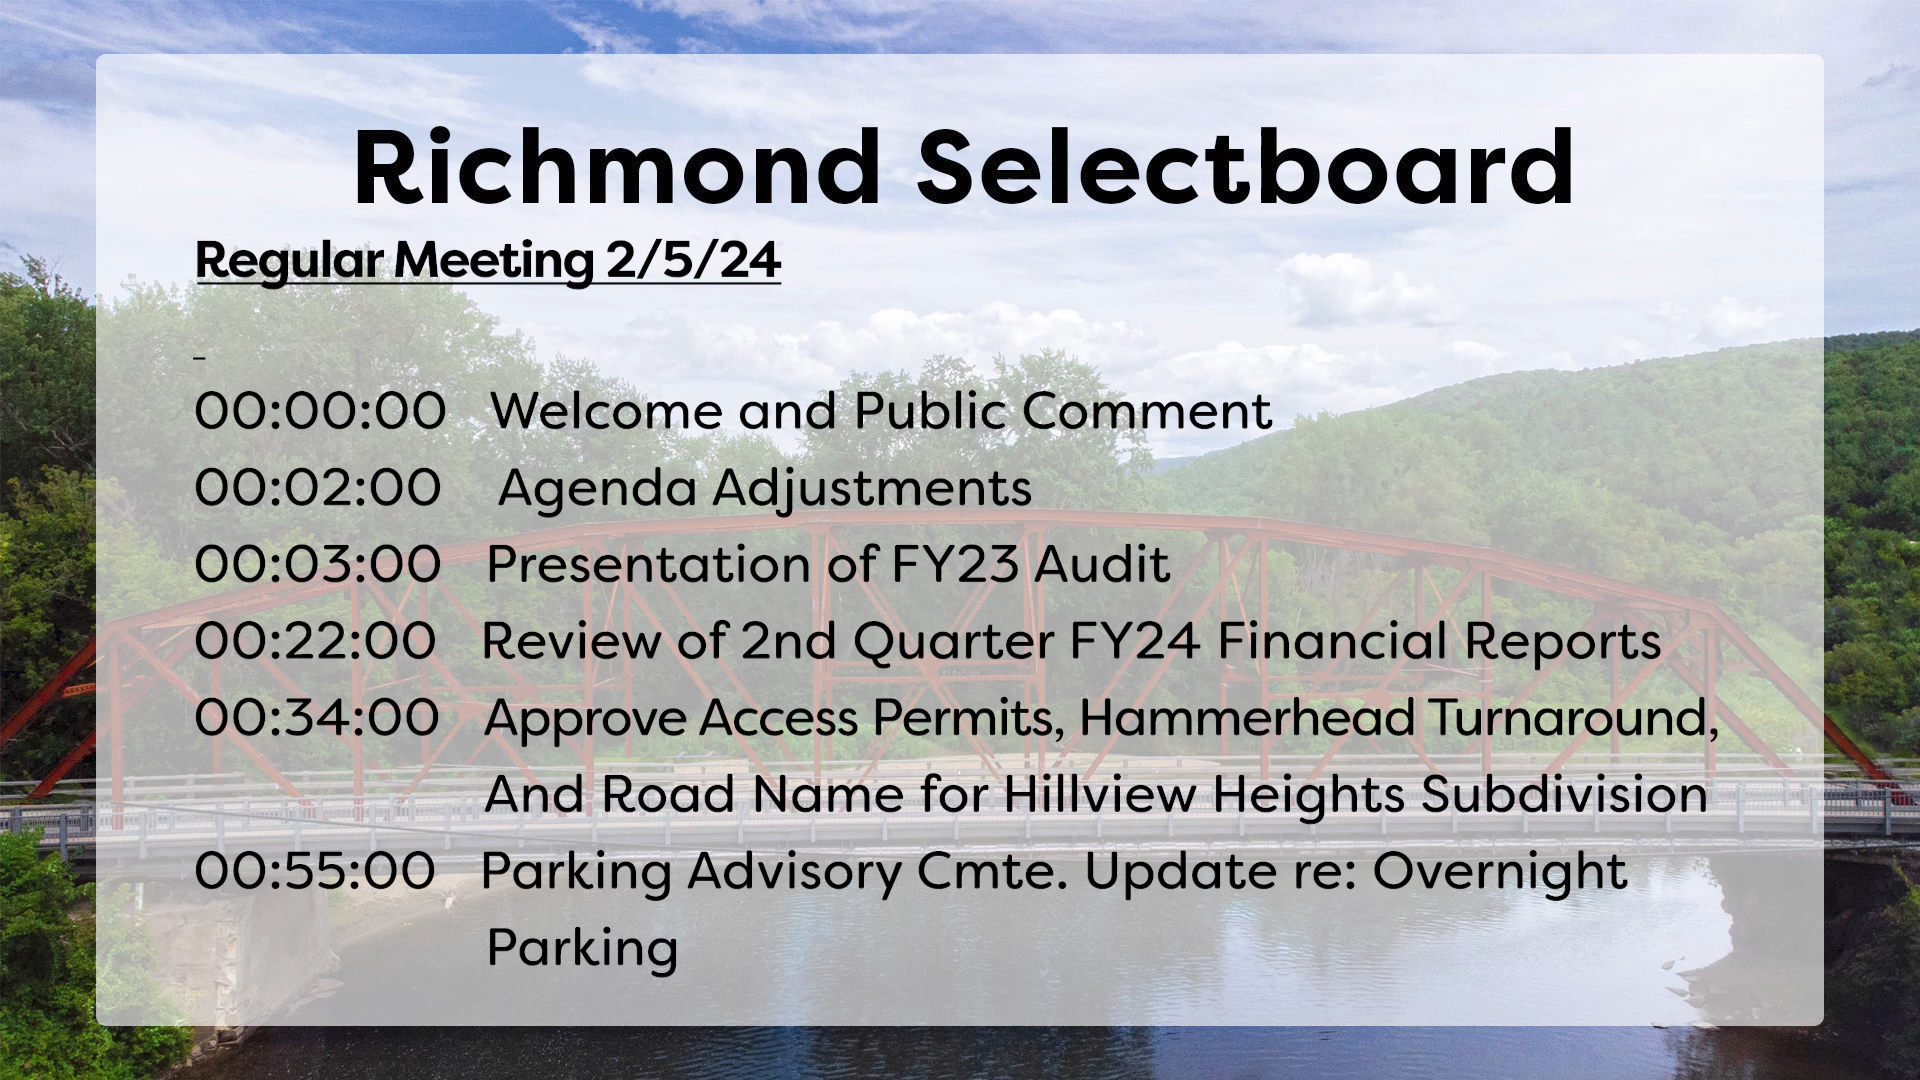 Richmond Selectboard
Regular Meeting 2/5/24
00:00:00 Welcome and Public Comment
00:02:00 Agenda Adjustments
00:03:00 Presentation of FY23 Audit
00:22:00 Review of 2nd Quarter FY24 Financial Reports
00:34:00 Approve Access Permits, Hammerhead Turnaround,
And Road Name for Hillview Heights Subdivision
00:55:00 Parking Advisory Cmte. Update re: Overnight
Parking